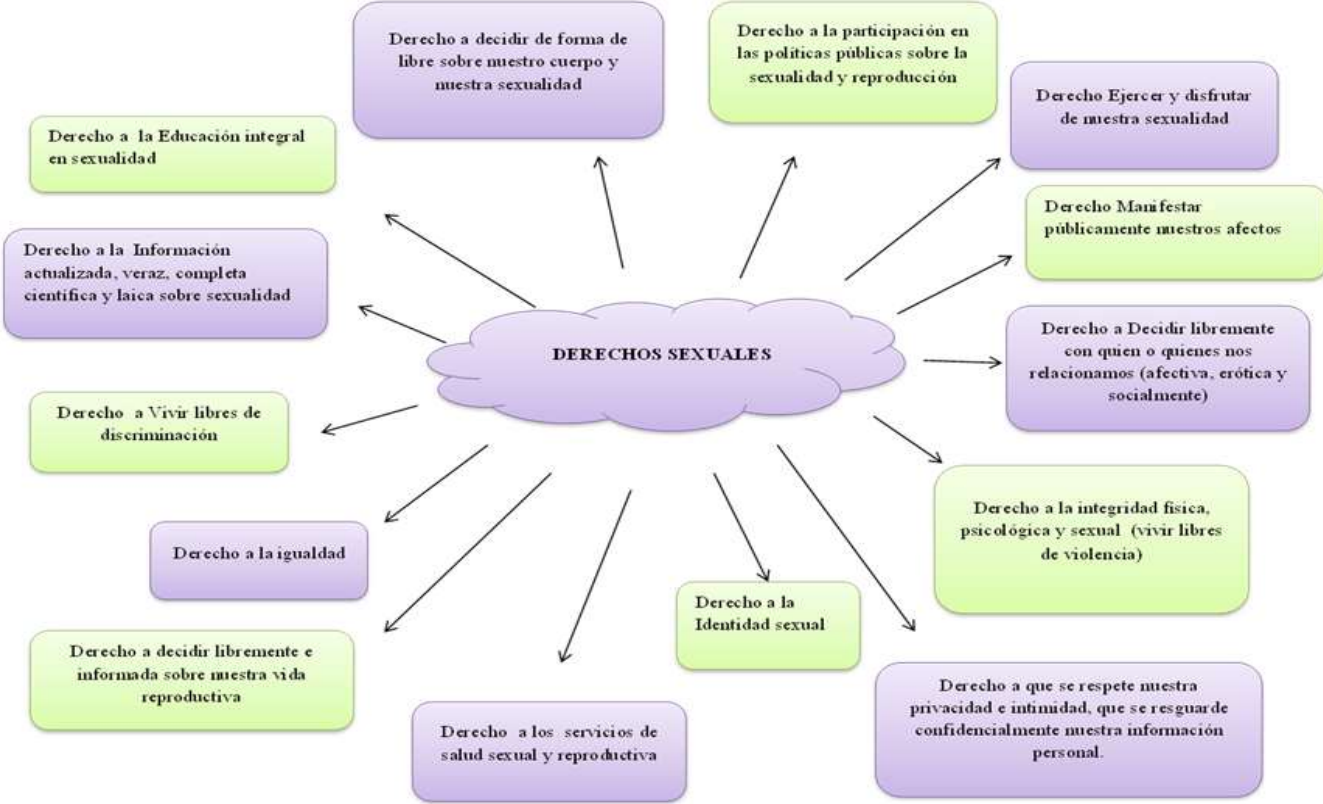 Derecho a decidir de forma de
libre sobre nuestro cuerpo y
nuestra sexualidad
Derecho a la participación en
las políticas públicas sobre la
sexualidad y reproducción
Derecho Ejercer y disfrutar
de nuestra sexualidad
Derecho a la Educación integral
en sexualidad
Derecho Manifestar
públicamente nuestros afectos
Derecho a la Información
actualizada, veraz, completa
científica y laica sobre sexualidad
DERECHOS SEXUALES
Derecho a Decidir libremente
con quien o quienes nos
relacionamos (afectiva, erótica y
socialmente)
Derecho a Vivir libres de
discriminación
Derecho a la integridad física,
psicológica y sexual (vivir libres
de violencia)
Derecho a la igualdad
Derecho a la
Identidad sexual
Derecho a decidir libremente e
informada sobre nuestra vida
reproductiva
Derecho a los servicios de
salud sexual y reproductiva
Derecho a que se respete nuestra
privacidad e intimidad, que se resguarde
confidencialmente nuestra información
personal.